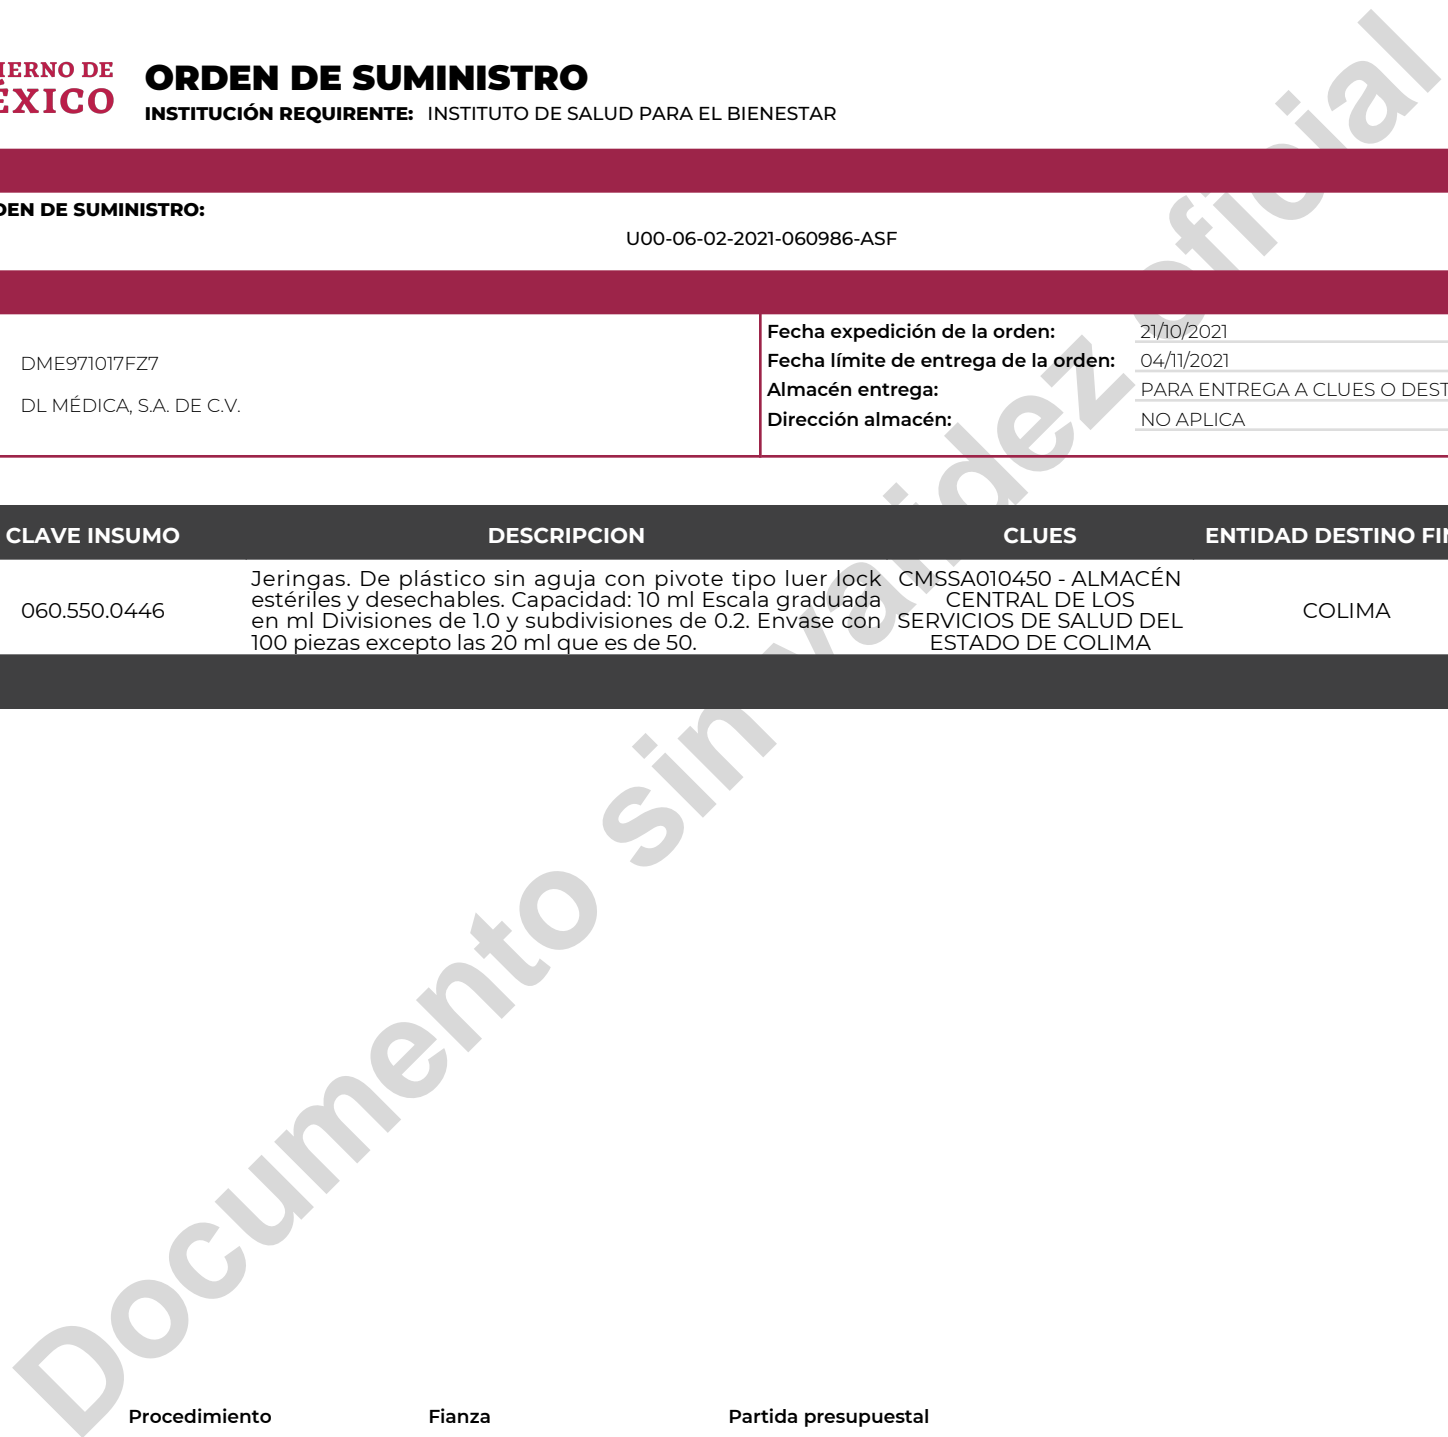 IERNO DE
ÉXICO
ORDEN DE SUMINISTRO
INSTITUCIÓN REQUIRENTE: INSTITUTO DE SALUD PARA EL BIENESTAR
DEN DE SUMINISTRO:
U00-06-02-2021-060986-ASF
DME971017FZ7
DL MÉDICA, S.A. DE C.V.
Fecha expedición de la orden: 21/10/2021
Fecha límite de entrega de la orden: 04/11/2021
Almacén entrega: PARA ENTREGA A CLUES O DEST
Dirección almacén: NO APLICA
CLAVE INSUMO DESCRIPCION CLUES ENTIDAD DESTINO FIN
060.550.0446
Jeringas. De plástico sin aguja con pivote tipo luer lock
estériles y desechables. Capacidad: 10 ml Escala graduada
en ml Divisiones de 1.0 y subdivisiones de 0.2. Envase con
100 piezas excepto las 20 ml que es de 50.
CMSSA010450 - ALMACÉN
CENTRAL DE LOS
SERVICIOS DE SALUD DEL
ESTADO DE COLIMA
COLIMA
Documento sin validez oficial
Procedimiento Fianza Partida presupuestal